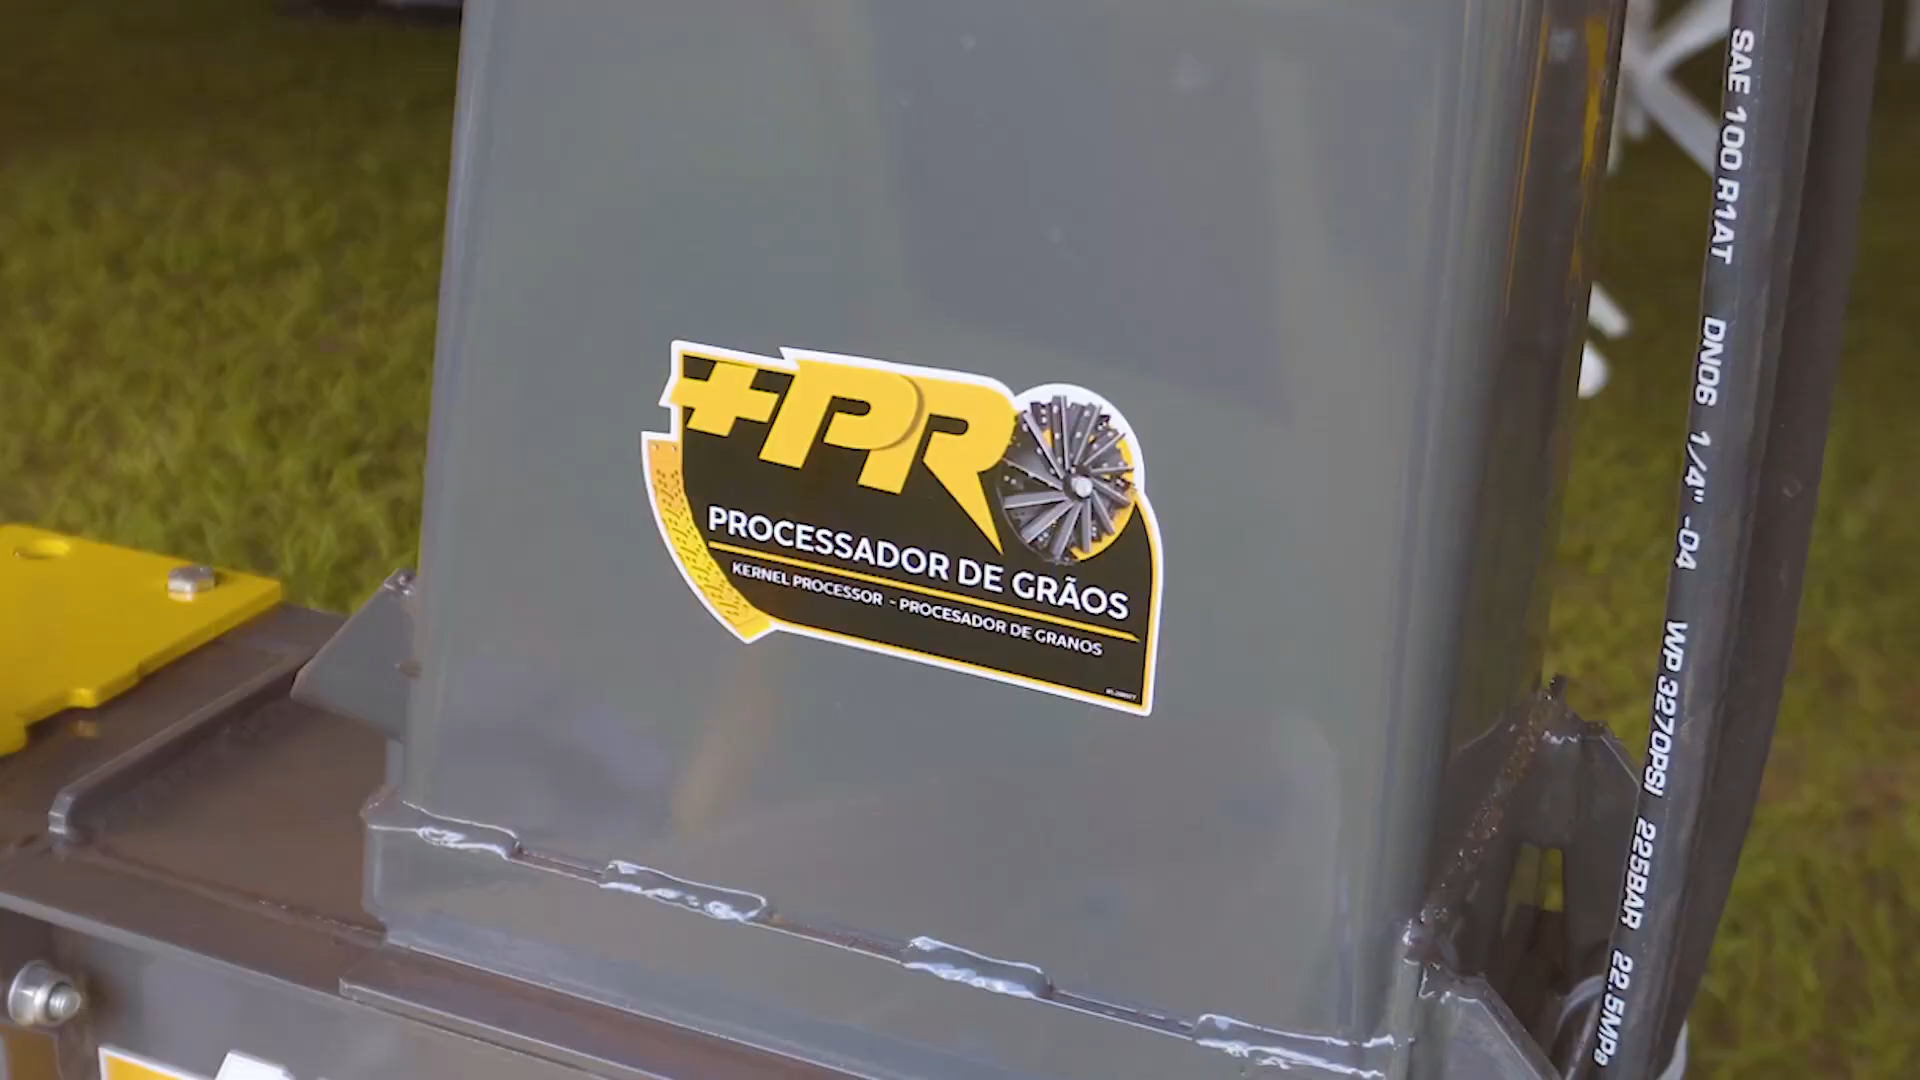 +PR
PROCESSADOR DE GRÃOS
KERNEL PROCESSOR - PROCESADOR DE GRANOS
SAE 100 R1AT DN06 1/4" -04 WP 3270PSI 225BAR 22.5MPa